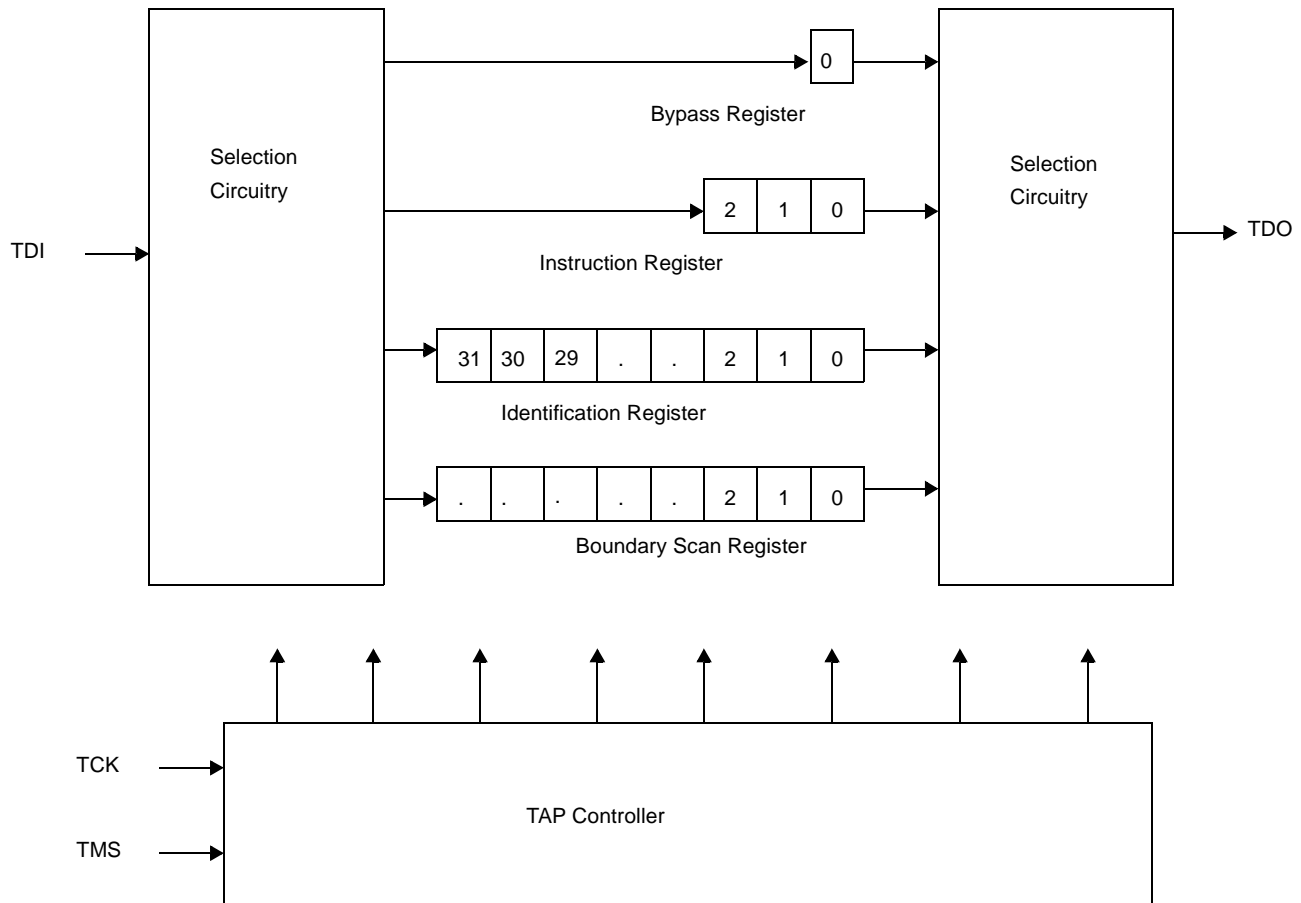 0
Bypass Register
Selection
Circuitry
Selection
Circuitry
2 1 0
TDI
TDO
Instruction Register
31 30 29 . . 2 1 0
Identification Register
. . . . . 2 1 0
Boundary Scan Register
TCK
TAP Controller
TMS